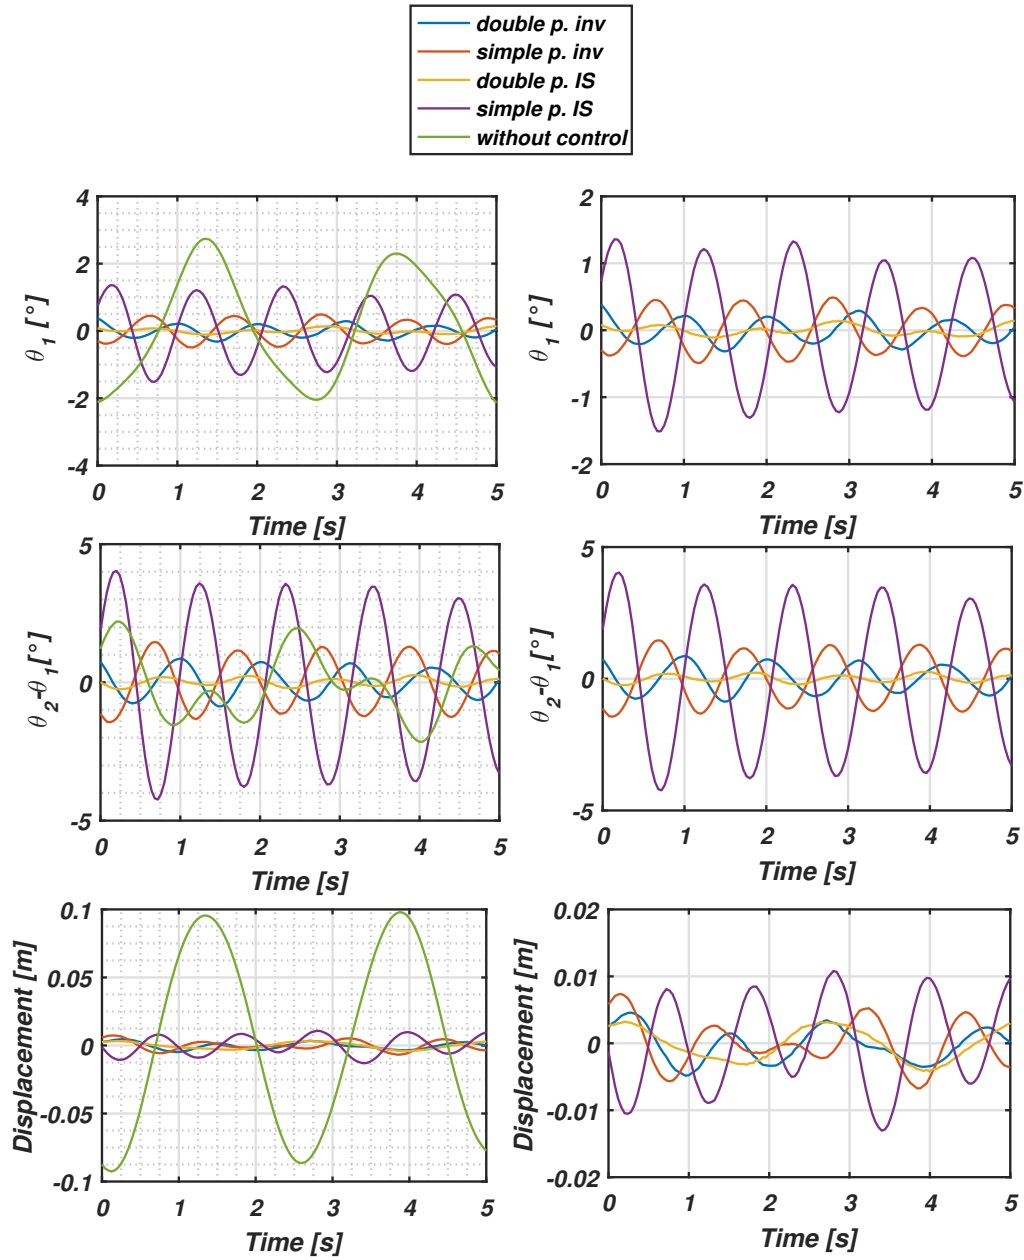 double p. inv
simple p. inv
double p. IS
simple p. IS
without control
4
2
0
-2
-4
θ1 [°]
0 1 2 3 4 5
Time [s]
2
1
0
-1
-2
θ1 [°]
0 1 2 3 4 5
Time [s]
5
0
-5
θ2-θ1[°]
0 1 2 3 4 5
Time [s]
5
0
-5
θ2-θ1[°]
0 1 2 3 4 5
Time [s]
0.1
0.05
0
-0.05
-0.1
Displacement [m]
0 1 2 3 4 5
Time [s]
0.02
0.01
0
-0.01
-0.02
Displacement [m]
0 1 2 3 4 5
Time [s]